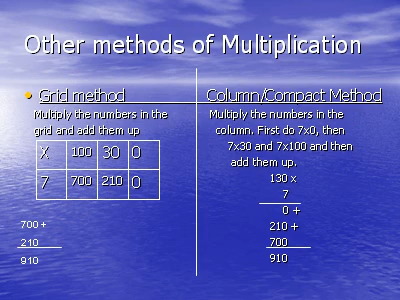 Other methods of Multiplication
Grid method
Multiply the numbers in the
grid and add them up
X 100 30 0
7 700 210 0
700 +
210
910
Column/Compact Method
Multiply the numbers in the
column. First do 7x0, then
7x30 and 7x100 and then
add them up.
130 x
7
0 +
210 +
700
910